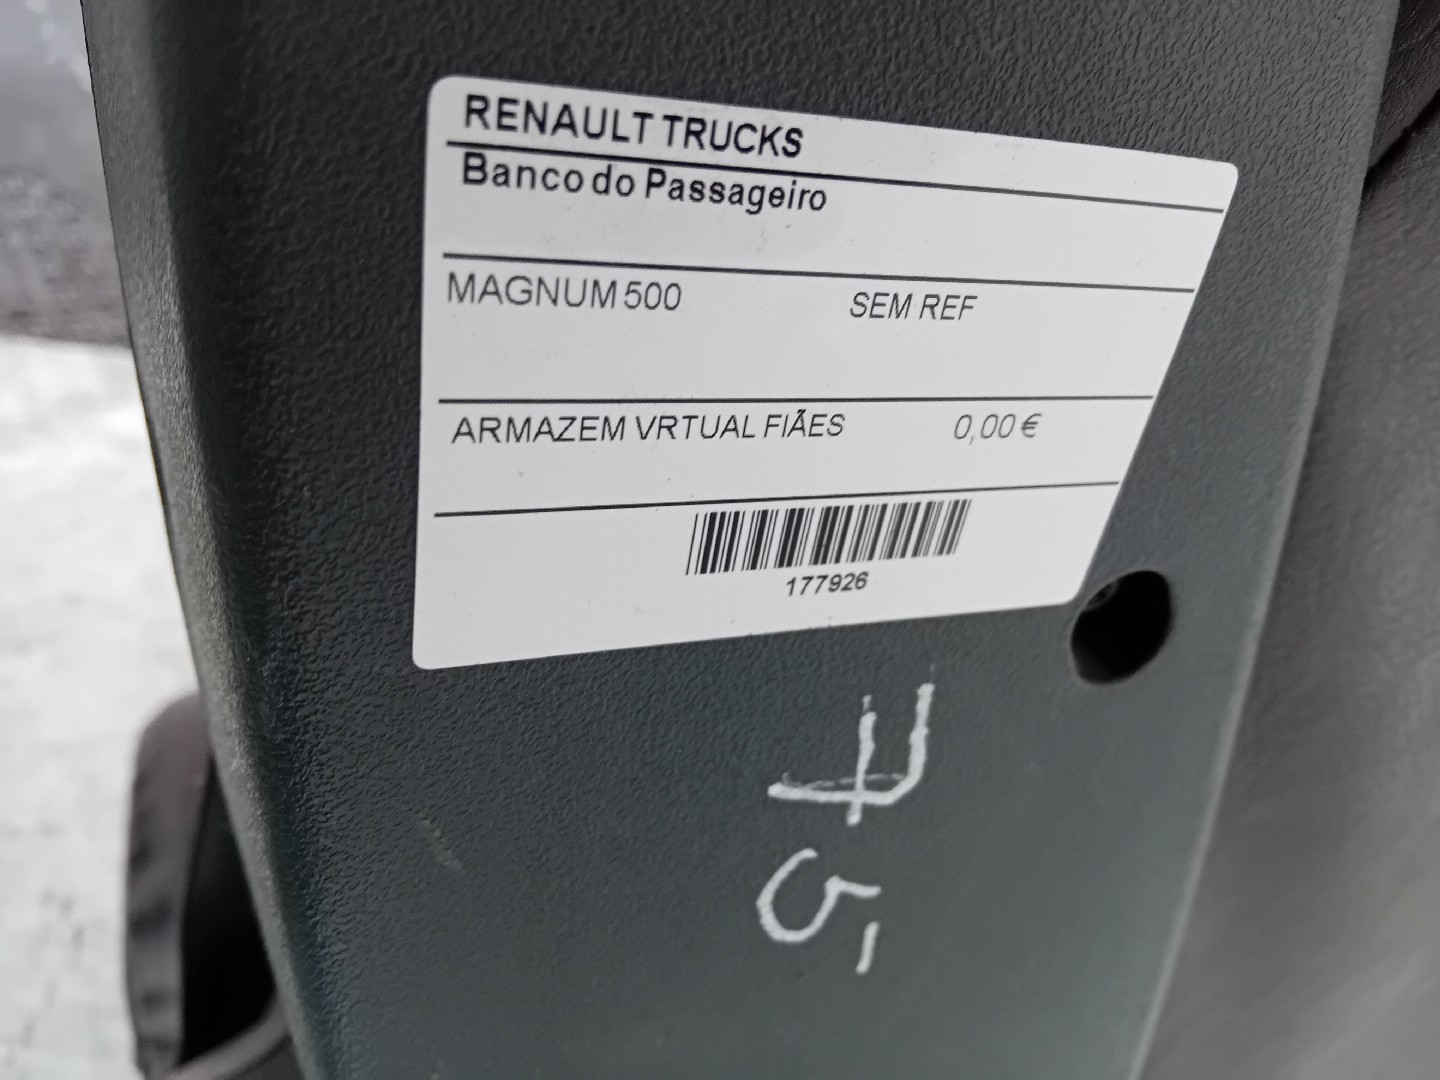 RENAULT TRUCKS
Banco do Passageiro
MAGNUM 500 SEM REF
ARMAZEM VRTUAL FIÃES 0,00 €
177926